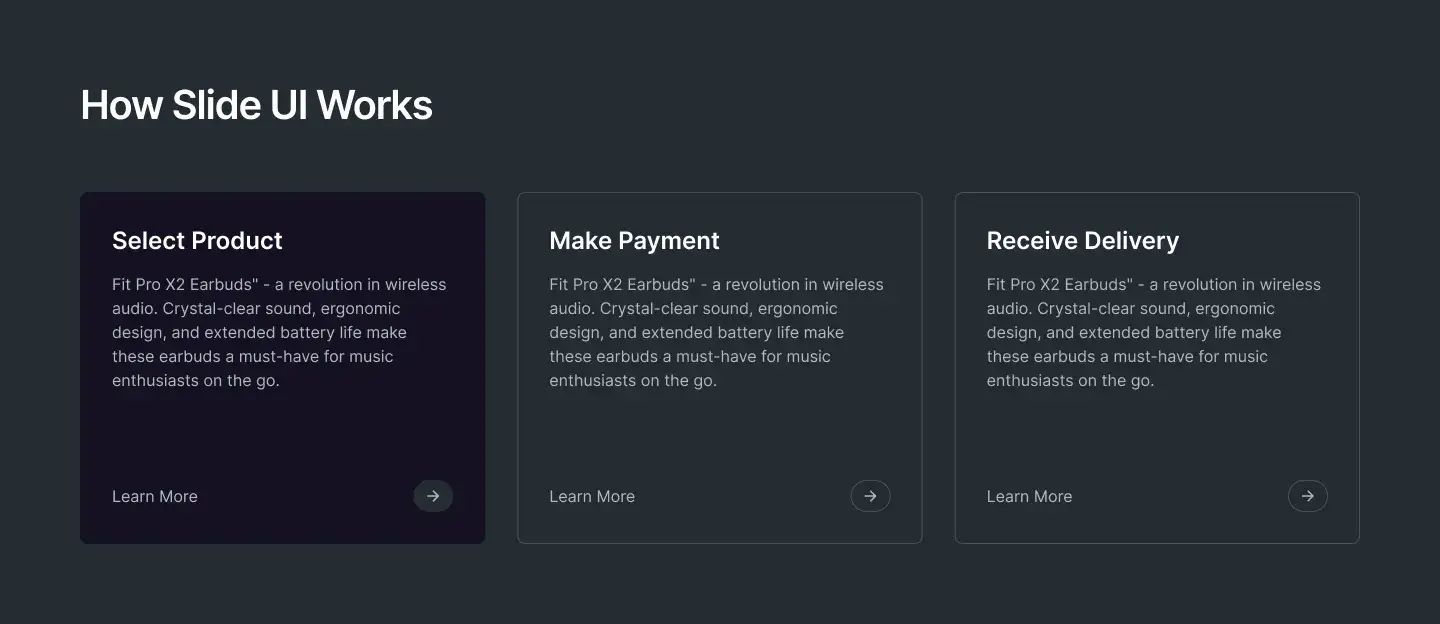 How Slide UI Works
Select Product
Fit Pro X2 Earbuds" - a revolution in wireless
audio. Crystal-clear sound, ergonomic
design, and extended battery life make
these earbuds a must-have for music
enthusiasts on the go.
Learn More
Make Payment
Fit Pro X2 Earbuds" - a revolution in wireless
audio. Crystal-clear sound, ergonomic
design, and extended battery life make
these earbuds a must-have for music
enthusiasts on the go.
Learn More
Receive Delivery
Fit Pro X2 Earbuds" - a revolution in wireless
audio. Crystal-clear sound, ergonomic
design, and extended battery life make
these earbuds a must-have for music
enthusiasts on the go.
Learn More